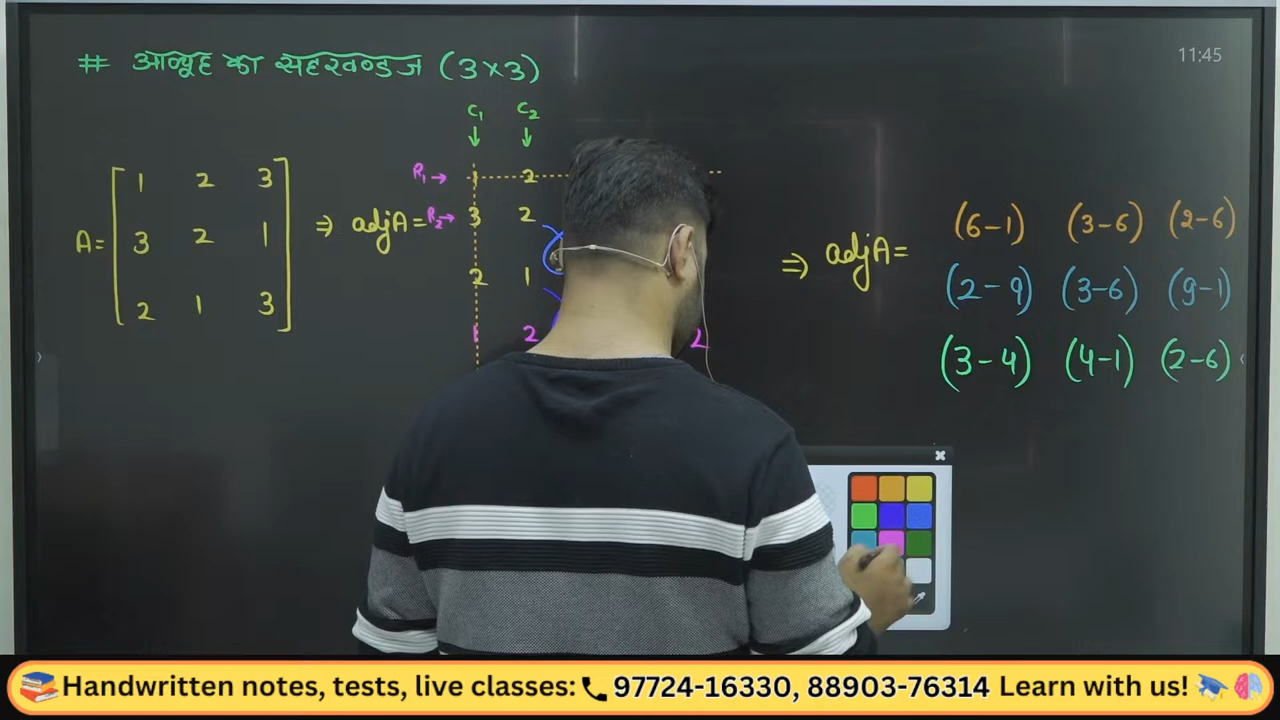 # आव्यूह का सहखण्डज (3×3)
11:45
C₁ C₂
↓ ↓
R₁ → 1 2
1 2 3
A= 3 2 1 ⇒ adjA= R₂→ 3 2
2 1 3
2 1
1 2 2
⇒ adjA=
(6-1) (3-6) (2-6)
(2-9) (3-6) (9-1)
(3-4) (4-1) (2-6)
Handwritten notes, tests, live classes: 97724-16330, 88903-76314 Learn with us!